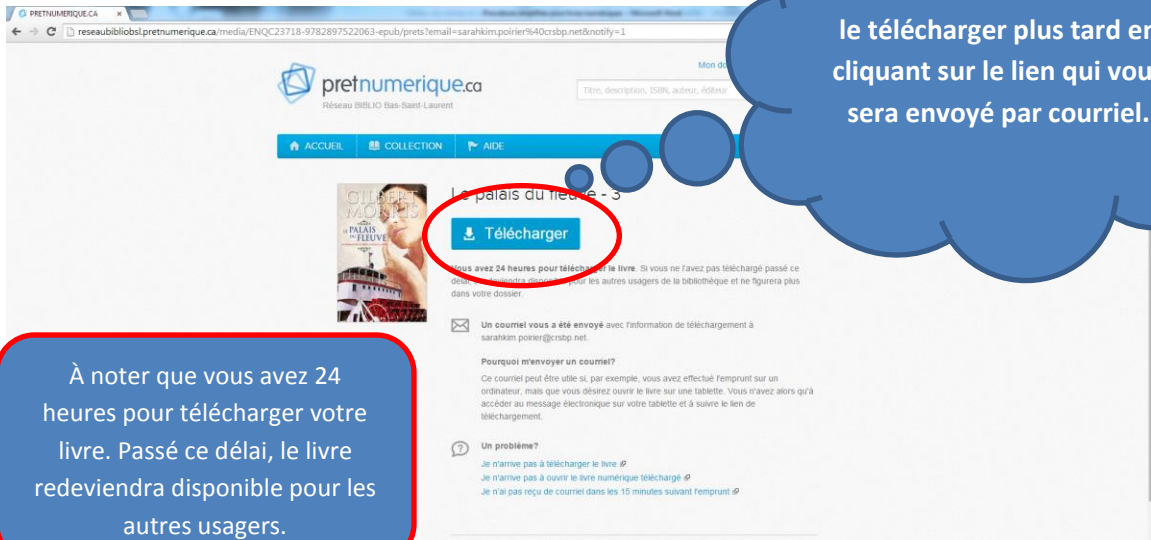 PRETNUMERIQUE.CA
reseaubibliobsl.pretnumerique.ca/media/ENQC23718-9782897522063-epub/prets?email=sarahkim.poirier%40crsbp.net&notify=1
le télécharger plus tard en
cliquant sur le lien qui vou
sera envoyé par courriel.
pretnumerique.ca
Réseau BIBLIO Bas-Saint-Laurent
Mon do
Titre, description, ISBN, auteur, éditeur
ACCUEIL
COLLECTION
AIDE
GILBERT
MORRIS
LE PALAIS
DU FLEUVE
Le palais du fleuve - 3
Télécharger
Vous avez 24 heures pour télécharger le livre. Si vous ne l'avez pas téléchargé passé ce
délai, il redeviendra disponible pour les autres usagers de la bibliothèque et ne figurera plus
dans votre dossier.
Un courriel vous a été envoyé avec l'information de téléchargement à
sarahkim.poirier@crsbp.net.
Pourquoi m'envoyer un courriel?
Ce courriel peut être utile si, par exemple, vous avez effectué l'emprunt sur un
ordinateur, mais que vous désirez ouvrir le livre sur une tablette. Vous n'avez alors qu'à
accéder au message électronique sur votre tablette et à suivre le lien de
téléchargement.
Un problème?
Je n'arrive pas à télécharger le livre
Je n'arrive pas à ouvrir le livre numérique téléchargé
Je n'ai pas reçu de courriel dans les 15 minutes suivant l'emprunt
À noter que vous avez 24
heures pour télécharger votre
livre. Passé ce délai, le livre
redeviendra disponible pour les
autres usagers.